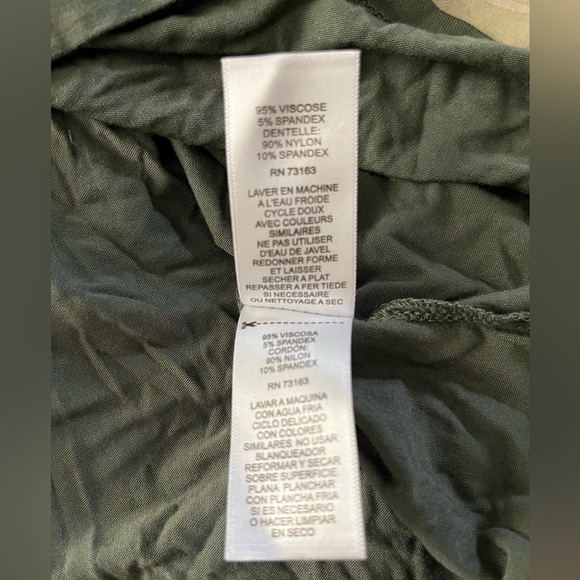 95% VISCOSE
5% SPANDEX
DENTELLE:
90% NYLON
10% SPANDEX
RN 73163
LAVER EN MACHINE
A L'EAU FROIDE
CYCLE DOUX
AVEC COULEURS
SIMILAIRES
NE PAS UTILISER
D'EAU DE JAVEL
REDONNER FORME
ET LAISSER
SECHER A PLAT
REPASSER A FER TIEDE
SI NECESSAIRE
OU NETTOYAGE A SEC
95% VISCOSA
5% SPANDEX
CORDÓN:
90% NILON
10% SPANDEX
RN 73163
LAVAR A MAQUINA
CON AGUA FRIA
CICLO DELICADO
CON COLORES
SIMILARES NO USAR
BLANQUEADOR
REFORMAR Y SECAR
SOBRE SUPERFICIE
PLANA PLANCHAR
CON PLANCHA FRIA
SI ES NECESARIO
O HACER LIMPIAR
EN SECO